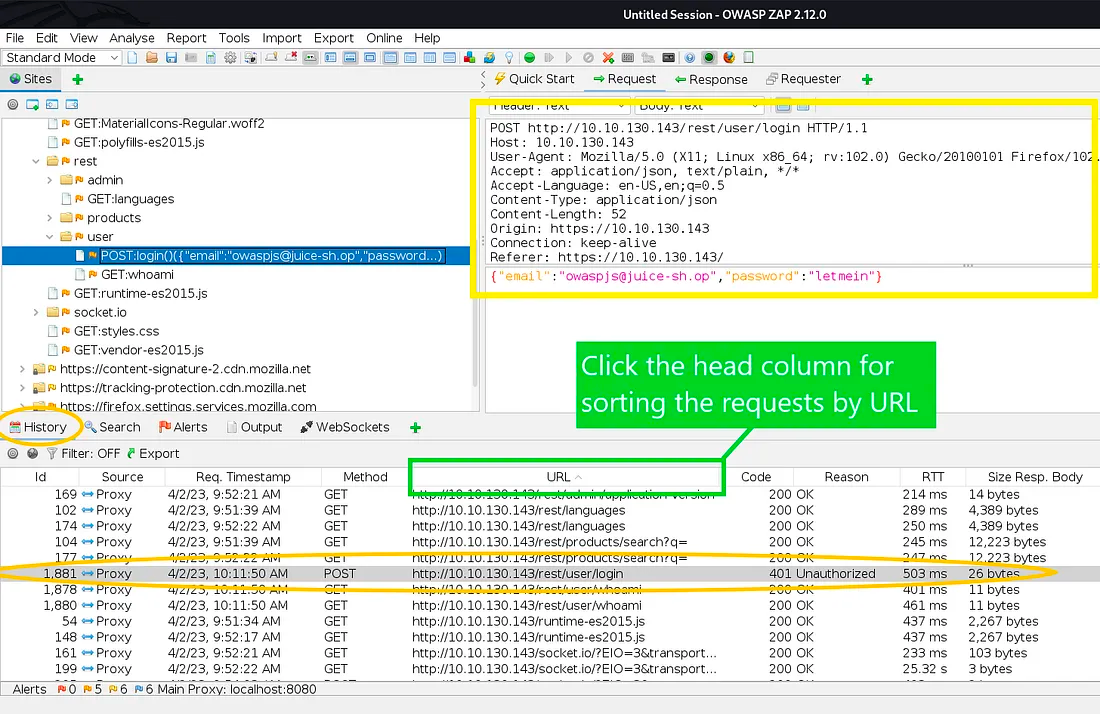 Untitled Session - OWASP ZAP 2.12.0
File Edit View Analyse Report Tools Import Export Online Help
Standard Mode
Sites
Quick Start Request Response Requester
Header: Text Body: Text
GET:MaterialIcons-Regular.woff2
GET:polyfills-es2015.js
rest
admin
GET:languages
products
user
POST:login()({"email":"owaspjs@juice-sh.op","password...)
GET:whoami
GET:runtime-es2015.js
socket.io
GET:styles.css
GET:vendor-es2015.js
https://content-signature-2.cdn.mozilla.net
https://tracking-protection.cdn.mozilla.net
https://firefox.settings.services.mozilla.com
POST http://10.10.130.143/rest/user/login HTTP/1.1
Host: 10.10.130.143
User-Agent: Mozilla/5.0 (X11; Linux x86_64; rv:102.0) Gecko/20100101 Firefox/102.
Accept: application/json, text/plain, */*
Accept-Language: en-US,en;q=0.5
Content-Type: application/json
Content-Length: 52
Origin: https://10.10.130.143
Connection: keep-alive
Referer: https://10.10.130.143/
{"email":"owaspjs@juice-sh.op","password":"letmein"}
Click the head column for
sorting the requests by URL
History Search Alerts Output WebSockets
Filter: OFF Export
Id Source Req. Timestamp Method URL Code Reason RTT Size Resp. Body
169 Proxy 4/2/23, 9:52:21 AM GET http://10.10.130.143/rest/admin/application-version 200 OK 214 ms 14 bytes
102 Proxy 4/2/23, 9:51:39 AM GET http://10.10.130.143/rest/languages 200 OK 289 ms 4,389 bytes
174 Proxy 4/2/23, 9:52:22 AM GET http://10.10.130.143/rest/languages 200 OK 250 ms 4,389 bytes
104 Proxy 4/2/23, 9:51:39 AM GET http://10.10.130.143/rest/products/search?q= 200 OK 245 ms 12,223 bytes
177 Proxy 4/2/23, 9:52:22 AM GET http://10.10.130.143/rest/products/search?q= 200 OK 247 ms 12,223 bytes
1,881 Proxy 4/2/23, 10:11:50 AM POST http://10.10.130.143/rest/user/login 401 Unauthorized 503 ms 26 bytes
1,878 Proxy 4/2/23, 10:11:50 AM GET http://10.10.130.143/rest/user/whoami 200 OK 401 ms 11 bytes
1,880 Proxy 4/2/23, 10:11:50 AM GET http://10.10.130.143/rest/user/whoami 200 OK 461 ms 11 bytes
54 Proxy 4/2/23, 9:51:34 AM GET http://10.10.130.143/runtime-es2015.js 200 OK 437 ms 2,267 bytes
148 Proxy 4/2/23, 9:52:17 AM GET http://10.10.130.143/runtime-es2015.js 200 OK 437 ms 2,267 bytes
161 Proxy 4/2/23, 9:52:21 AM GET http://10.10.130.143/socket.io/?EIO=3&transport... 200 OK 233 ms 103 bytes
199 Proxy 4/2/23, 9:52:22 AM GET http://10.10.130.143/socket.io/?EIO=3&transport... 200 OK 25.32 s 3 bytes
Alerts 0 5 6 6 Main Proxy: localhost:8080